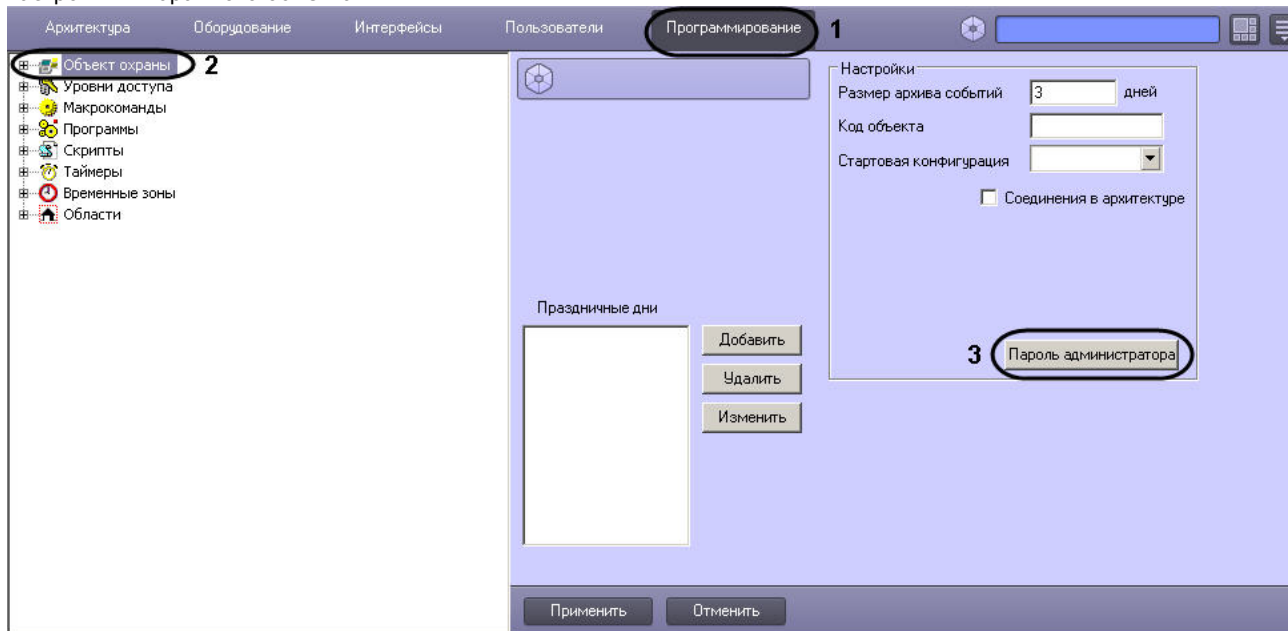 Архитектура Оборудование Интерфейсы Пользователи Программирование 1
Объект охраны 2
Уровни доступа
Макрокоманды
Программы
Скрипты
Таймеры
Временные зоны
Области
Настройки
Размер архива событий 3 дней
Код объекта
Стартовая конфигурация
Соединения в архитектуре
3 Пароль администратора
Праздничные дни
Добавить
Удалить
Изменить
Применить Отменить